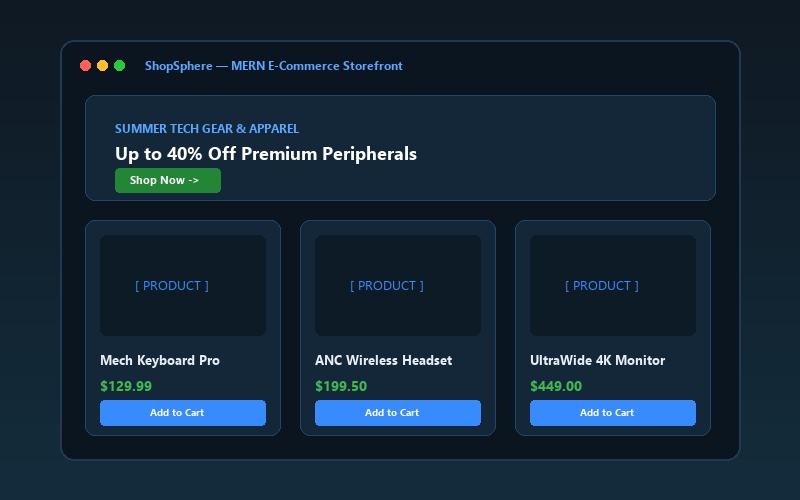 ShopSphere — MERN E-Commerce Storefront
SUMMER TECH GEAR & APPAREL
Up to 40% Off Premium Peripherals
Shop Now ->
[ PRODUCT ]
[ PRODUCT ]
[ PRODUCT ]
Mech Keyboard Pro
ANC Wireless Headset
UltraWide 4K Monitor
$129.99
$199.50
$449.00
Add to Cart
Add to Cart
Add to Cart